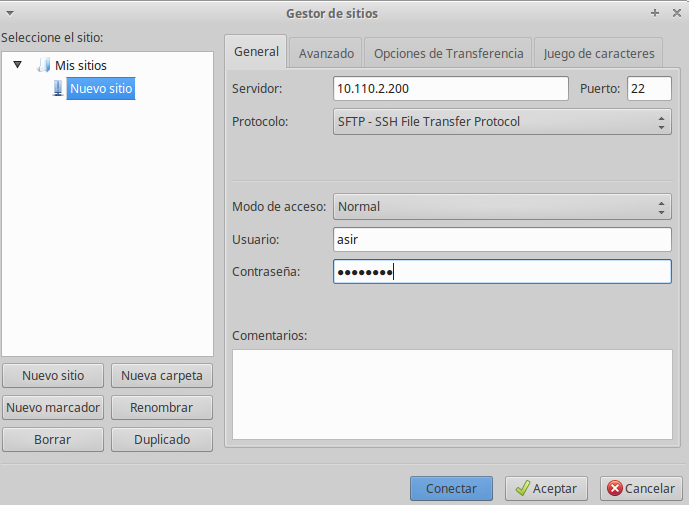 Gestor de sitios
Seleccione el sitio:
Mis sitios
Nuevo sitio
Nuevo sitio Nueva carpeta
Nuevo marcador Renombrar
Borrar Duplicado
General Avanzado Opciones de Transferencia Juego de caracteres
Servidor: 10.110.2.200 Puerto: 22
Protocolo: SFTP - SSH File Transfer Protocol
Modo de acceso: Normal
Usuario: asir
Contraseña: ●●●●●●●●
Comentarios:
Conectar Aceptar Cancelar